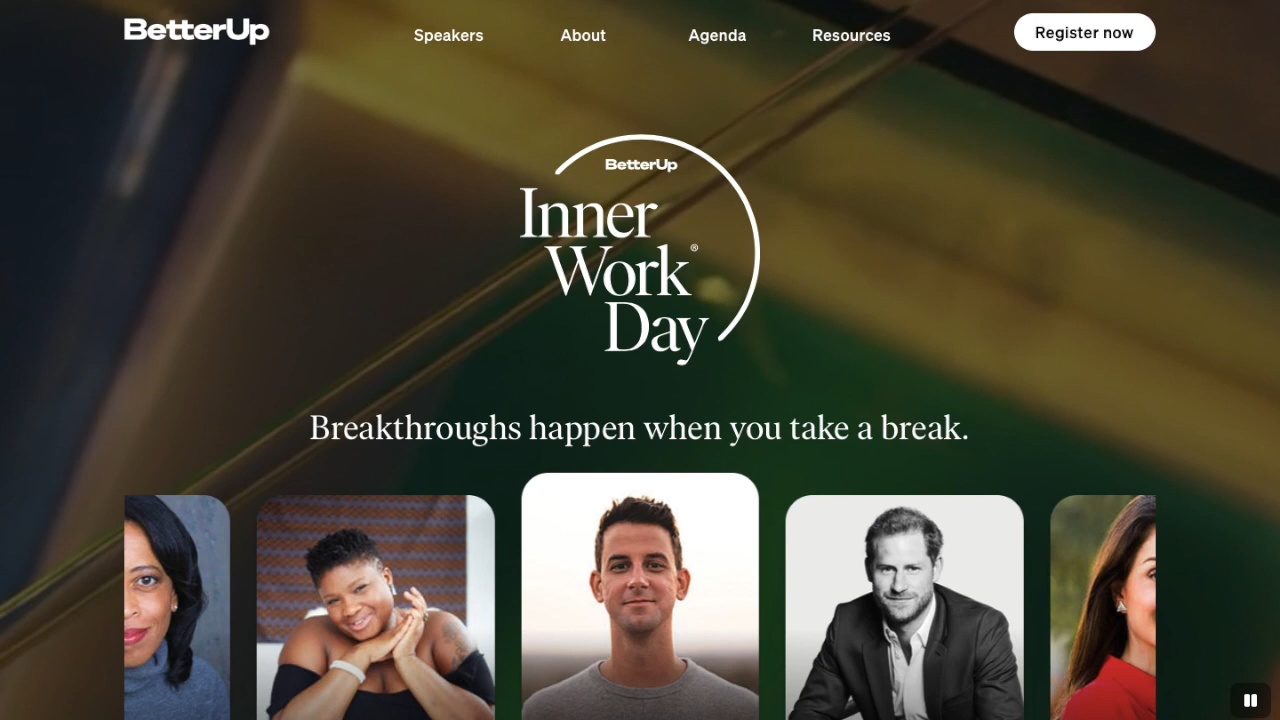 BetterUp
Speakers
About
Agenda
Resources
Register now
BetterUp
Inner
Work®
Day
Breakthroughs happen when you take a break.